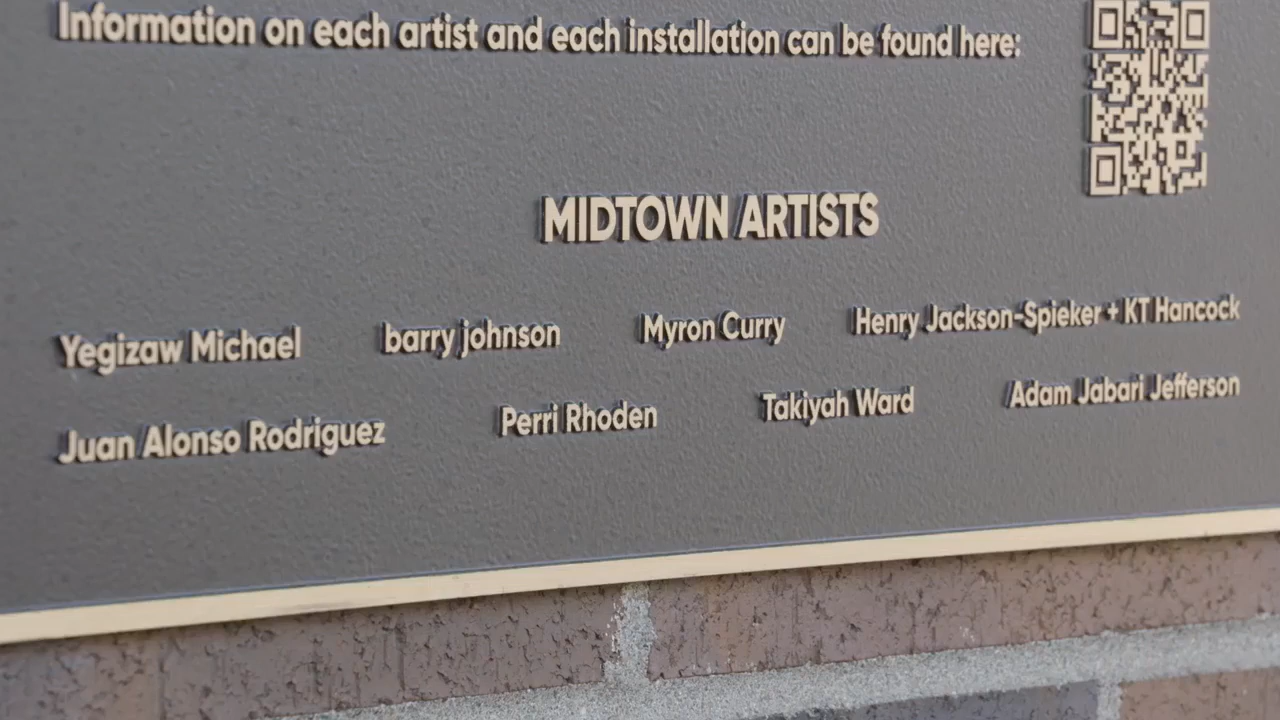 Information on each artist and each installation can be found here:
MIDTOWN ARTISTS
Yegizaw Michael barry johnson Myron Curry Henry Jackson-Spieker + KT Hancock
Juan Alonso Rodriguez Perri Rhoden Takiyah Ward Adam Jabari Jefferson